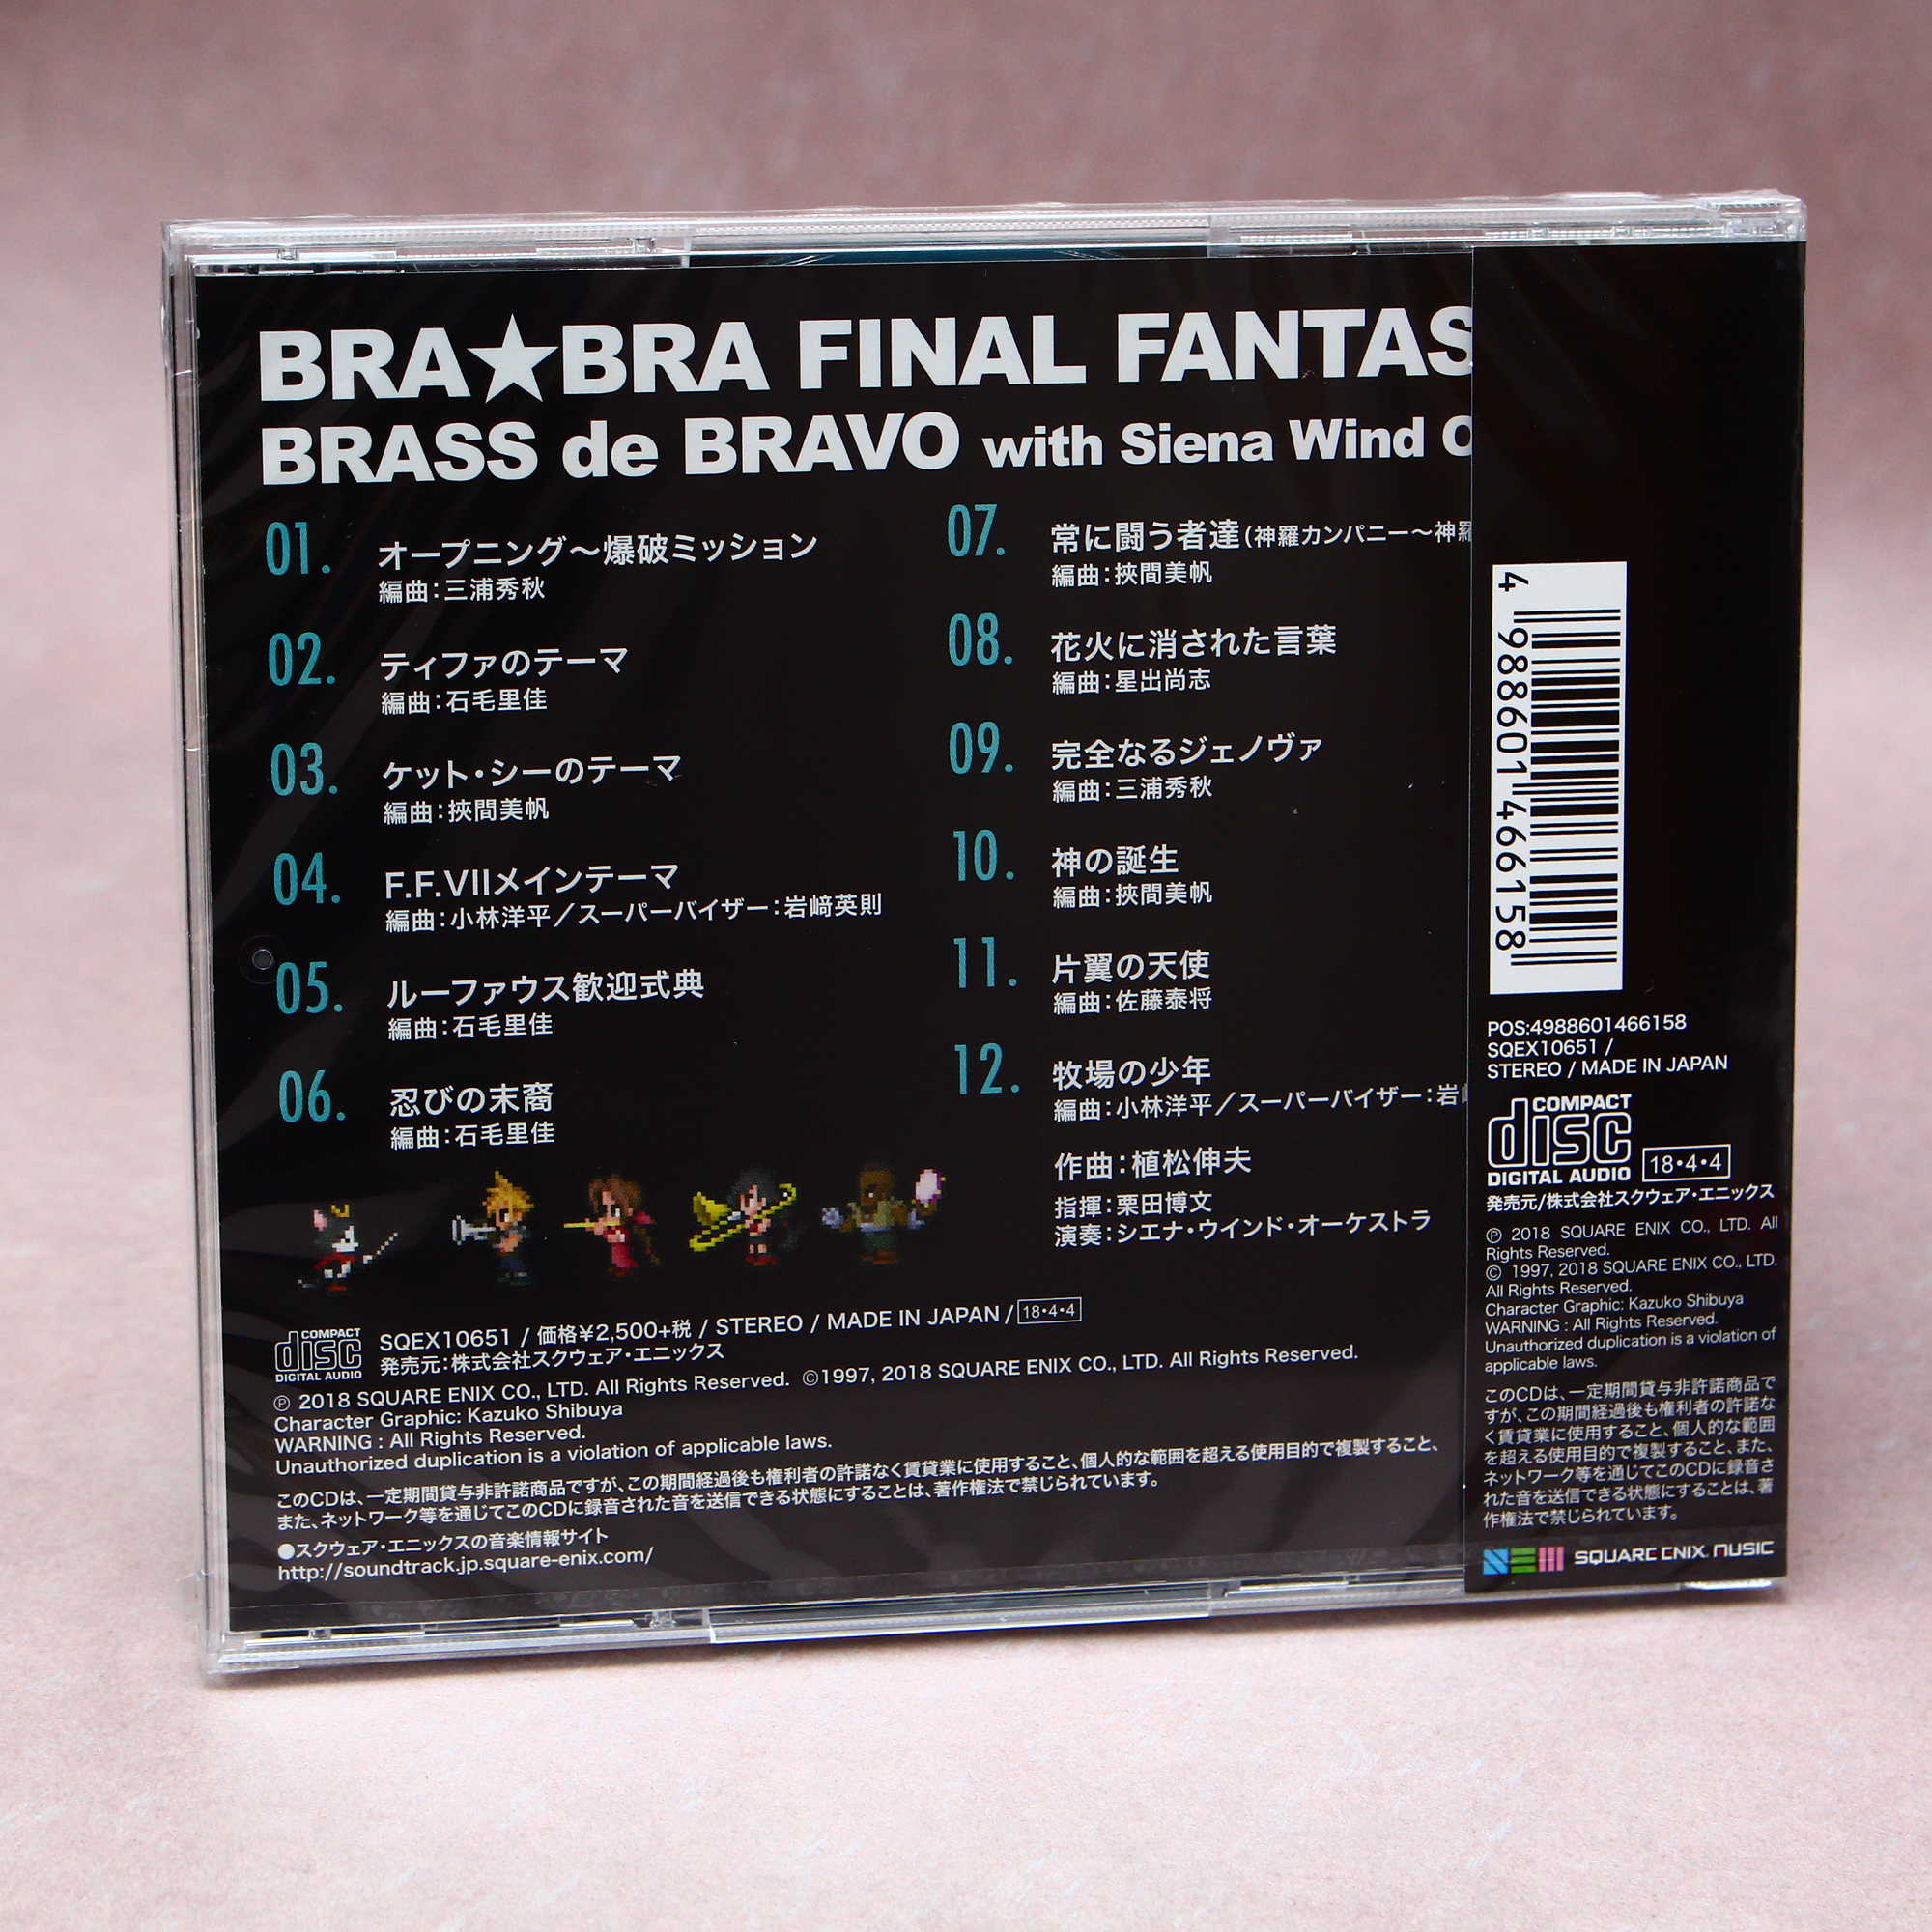 BRA★BRA FINAL FANTAS
BRASS de BRAVO with Siena Wind
01. オープニング〜爆破ミッション
編曲：三浦秀秋
02. ティファのテーマ
編曲：石毛里佳
03. ケット・シーのテーマ
編曲：挾間美帆
04. F.F.VIIメインテーマ
編曲：小林洋平／スーパーバイザー：岩﨑英則
05. ルーファウス歓迎式典
編曲：石毛里佳
06. 忍びの末裔
編曲：石毛里佳
07. 常に闘う者達(神羅カンパニー〜神羅
編曲：挾間美帆
08. 花火に消された言葉
編曲：星出尚志
09. 完全なるジェノヴァ
編曲：三浦秀秋
10. 神の誕生
編曲：挾間美帆
11. 片翼の天使
編曲：佐藤泰将
12. 牧場の少年
編曲：小林洋平／スーパーバイザー：岩
作曲：植松伸夫
指揮：栗田博文
演奏：シエナ・ウインド・オーケストラ
COMPACT
disc
DIGITAL AUDIO
SQEX10651 / 価格¥2,500+税 / STEREO / MADE IN JAPAN / 18・4・4
発売元：株式会社スクウェア・エニックス
℗ 2018 SQUARE ENIX CO., LTD. All Rights Reserved. ©1997, 2018 SQUARE ENIX CO., LTD. All Rights Reserved.
Character Graphic: Kazuko Shibuya
WARNING : All Rights Reserved.
Unauthorized duplication is a violation of applicable laws.
このCDは、一定期間貸与非許諾商品ですが、この期間経過後も権利者の許諾なく賃貸業に使用すること、個人的な範囲を超える使用目的で複製すること、
また、ネットワーク等を通じてこのCDに録音された音を送信できる状態にすることは、著作権法で禁じられています。
●スクウェア・エニックスの音楽情報サイト
http://soundtrack.jp.square-enix.com/
4 988601 466158
POS:4988601466158
SQEX10651 /
STEREO / MADE IN JAPAN
COMPACT
disc
DIGITAL AUDIO
18・4・4
発売元/株式会社スクウェア・エニックス
℗ 2018 SQUARE ENIX CO., LTD. All
Rights Reserved.
© 1997, 2018 SQUARE ENIX CO., LTD.
All Rights Reserved.
Character Graphic: Kazuko Shibuya
WARNING : All Rights Reserved.
Unauthorized duplication is a violation of
applicable laws.
このCDは、一定期間貸与非許諾商品で
すが、この期間経過後も権利者の許諾な
く賃貸業に使用すること、個人的な範囲
を超える使用目的で複製すること、また、
ネットワーク等を通じてこのCDに録音さ
れた音を送信できる状態にすることは、著
作権法で禁じられています。
SQUARE ENIX MUSIC